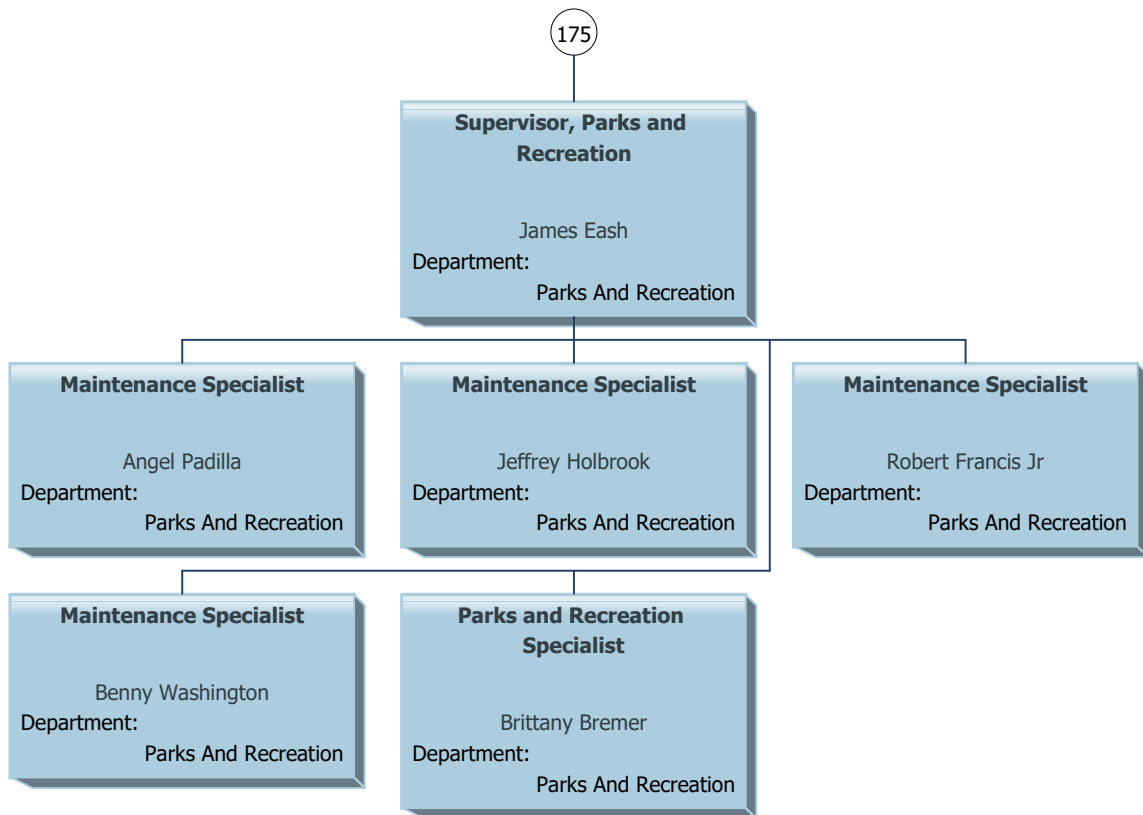 175
Supervisor, Parks and
Recreation
James Eash
Department:
Parks And Recreation
Maintenance Specialist
Angel Padilla
Department:
Parks And Recreation
Maintenance Specialist
Jeffrey Holbrook
Department:
Parks And Recreation
Maintenance Specialist
Robert Francis Jr
Department:
Parks And Recreation
Maintenance Specialist
Benny Washington
Department:
Parks And Recreation
Parks and Recreation
Specialist
Brittany Bremer
Department:
Parks And Recreation